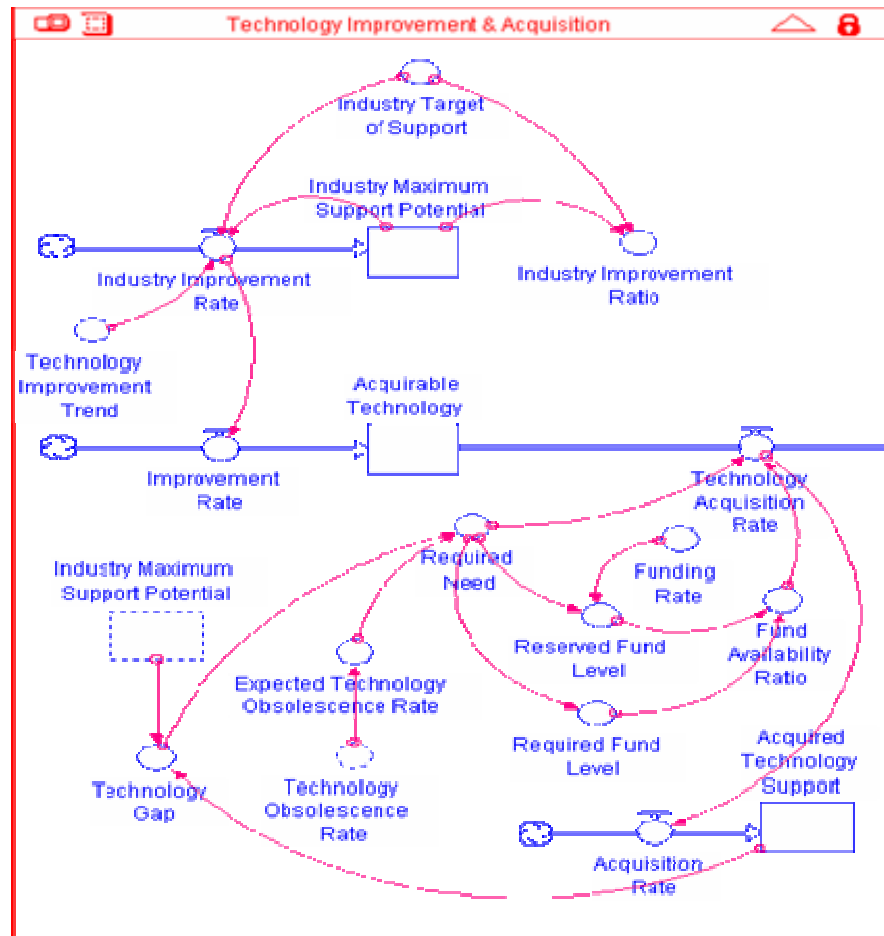 Technology Improvement & Acquisition
Industry Target
of Support
Industry Maximum
Support Potential
Industry Improvement
Rate
Industry Improvement
Ratio
Technology
Improvement
Trend
Acquirable
Technology
Improvement
Rate
Technology
Acquisition
Rate
Required
Need
Funding
Rate
Industry Maximum
Support Potential
Reserved Fund
Level
Fund
Availability
Ratio
Expected Technology
Obsolescence Rate
Required Fund
Level
Acquired
Technology
Support
Technology
Gap
Technology
Obsolescence
Rate
Acquisition
Rate